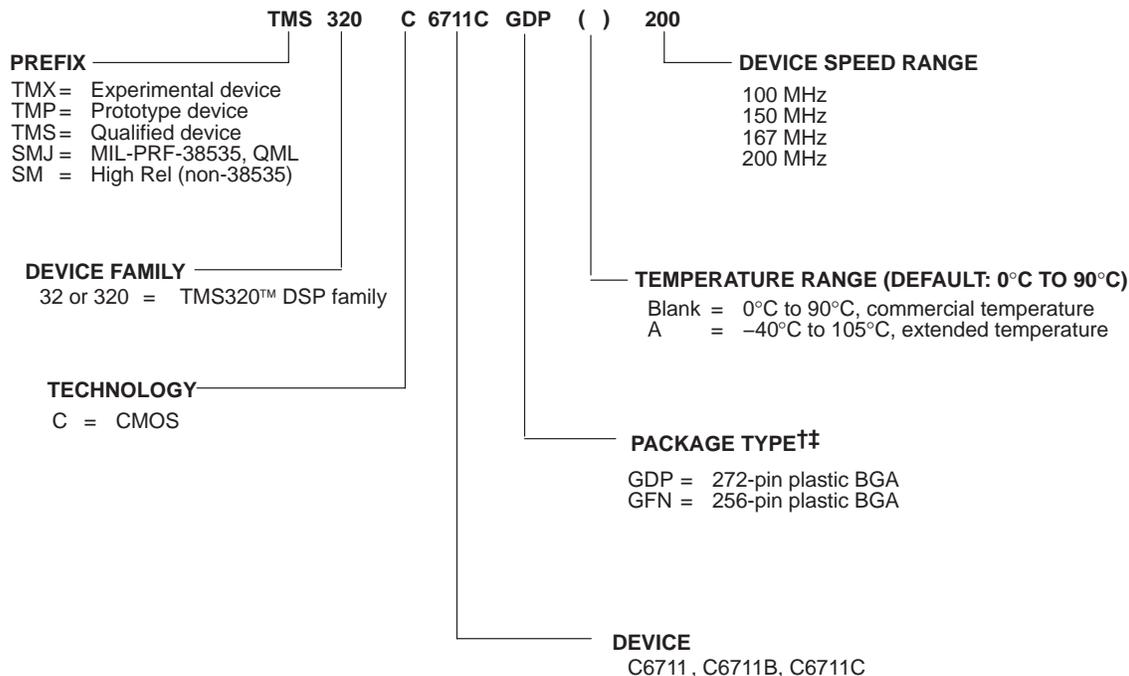 TMS 320 C 6711C GDP ( ) 200
PREFIX
TMX = Experimental device
TMP = Prototype device
TMS = Qualified device
SMJ = MIL-PRF-38535, QML
SM = High Rel (non-38535)
DEVICE SPEED RANGE
100 MHz
150 MHz
167 MHz
200 MHz
DEVICE FAMILY
32 or 320 = TMS320™ DSP family
TEMPERATURE RANGE (DEFAULT: 0°C TO 90°C)
Blank = 0°C to 90°C, commercial temperature
A = −40°C to 105°C, extended temperature
TECHNOLOGY
C = CMOS
PACKAGE TYPE†‡
GDP = 272-pin plastic BGA
GFN = 256-pin plastic BGA
DEVICE
C6711, C6711B, C6711C